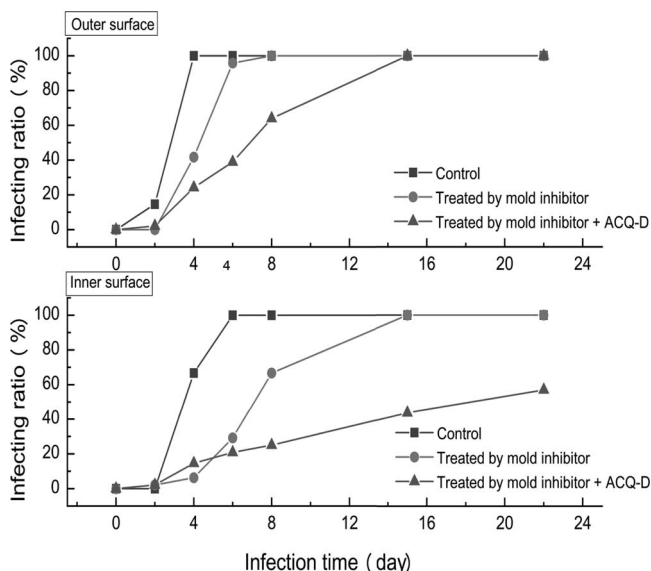 Outer surface
Infecting ratio (%)
100
80
60
40
20
0
Control
Treated by mold inhibitor
Treated by mold inhibitor + ACQ-D
0 4 4 8 12 16 20 24
Inner surface
Infecting ratio (%)
100
80
60
40
20
0
Control
Treated by mold inhibitor
Treated by mold inhibitor + ACQ-D
0 4 8 12 16 20 24
Infection time (day)